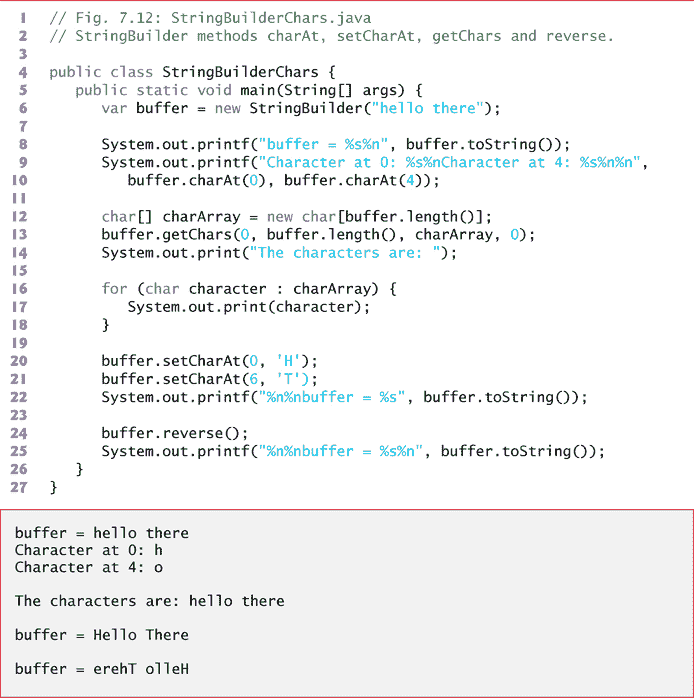 1 // Fig. 7.12: StringBuilderChars.java
2 // StringBuilder methods charAt, setCharAt, getChars and reverse.
3
4 public class StringBuilderChars {
5    public static void main(String[] args) {
6       var buffer = new StringBuilder("hello there");
7
8       System.out.printf("buffer = %s%n", buffer.toString());
9       System.out.printf("Character at 0: %s%nCharacter at 4: %s%n%n",
10          buffer.charAt(0), buffer.charAt(4));
11
12       char[] charArray = new char[buffer.length()];
13       buffer.getChars(0, buffer.length(), charArray, 0);
14       System.out.print("The characters are: ");
15
16       for (char character : charArray) {
17          System.out.print(character);
18       }
19
20       buffer.setCharAt(0, 'H');
21       buffer.setCharAt(6, 'T');
22       System.out.printf("%n%nbuffer = %s", buffer.toString());
23
24       buffer.reverse();
25       System.out.printf("%n%nbuffer = %s%n", buffer.toString());
26    }
27 }
buffer = hello there
Character at 0: h
Character at 4: o

The characters are: hello there

buffer = Hello There

buffer = erehT olleH